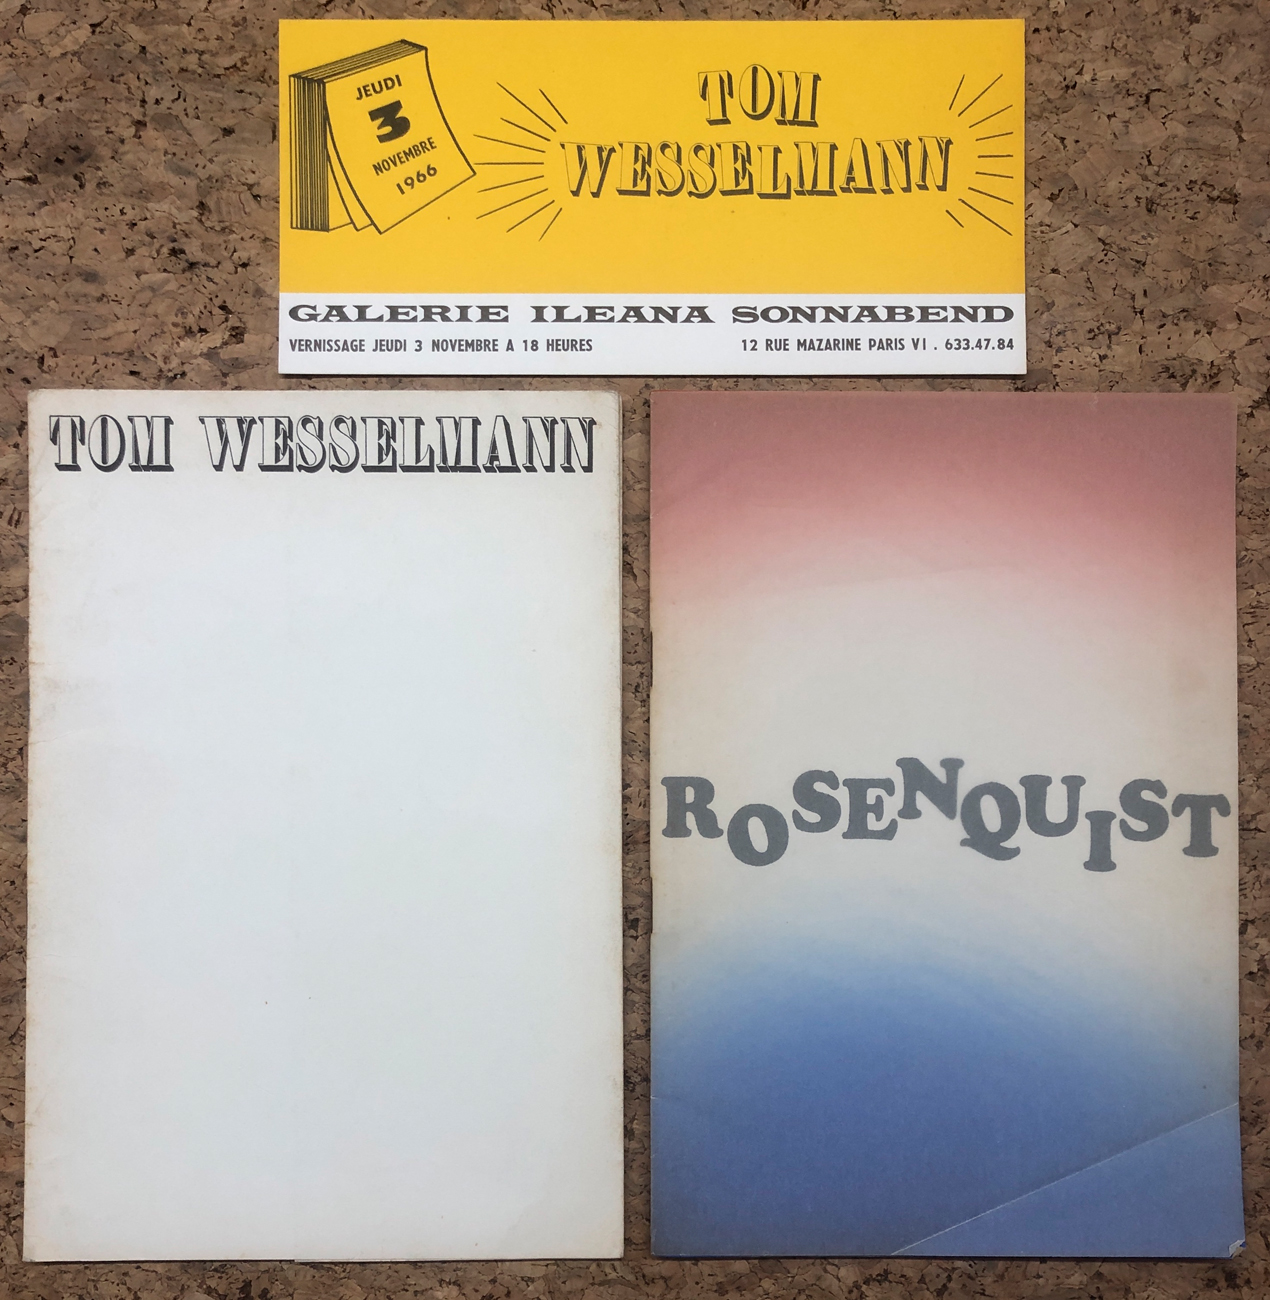 JEUDI
3
NOVEMBRE
1966
TOM
WESSELMANN
GALERIE ILEANA SONNABEND
VERNISSAGE JEUDI 3 NOVEMBRE A 18 HEURES
12 RUE MAZARINE PARIS VI . 633.47.84
TOM WESSELMANN
ROSENQUIST